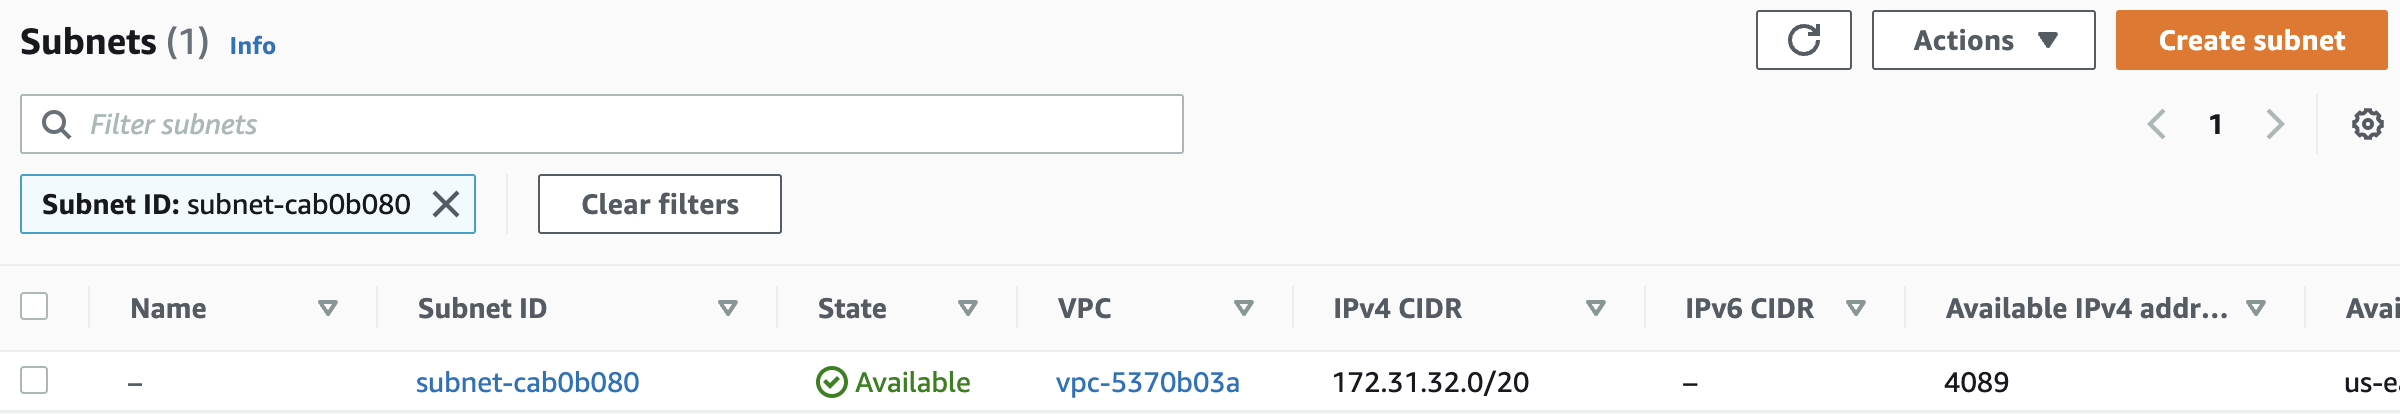 Subnets (1) Info
Actions
Create subnet
Filter subnets
1
Subnet ID: subnet-cab0b080
Clear filters
Name Subnet ID State VPC IPv4 CIDR IPv6 CIDR Available IPv4 addr... Avai
– subnet-cab0b080 Available vpc-5370b03a 172.31.32.0/20 – 4089 us-ea